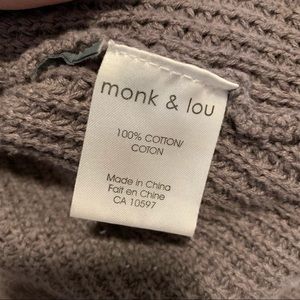 monk & lou
100% COTTON/
COTON
Made in China
Fait en Chine
CA 10597